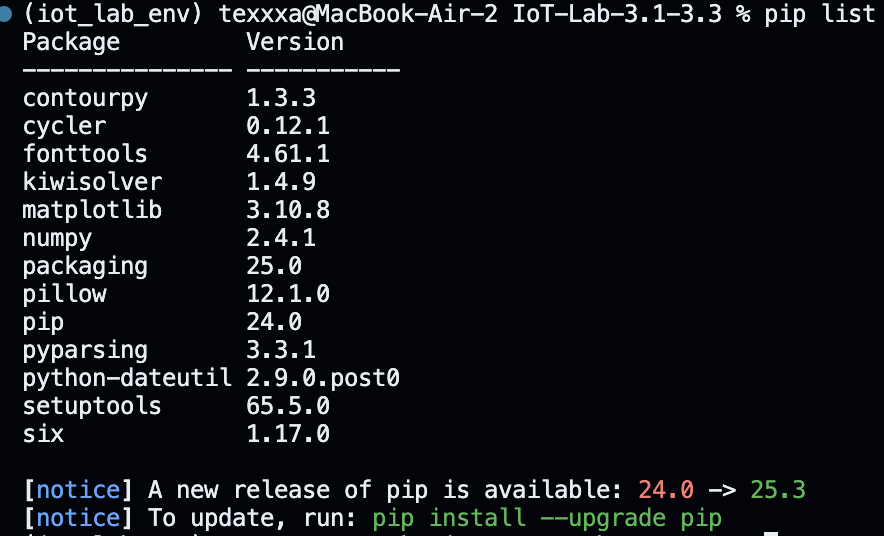 (iot_lab_env) texxxa@MacBook-Air-2 IoT-Lab-3.1-3.3 % pip list
Package         Version
--------------- -----------
contourpy       1.3.3
cycler          0.12.1
fonttools       4.61.1
kiwisolver      1.4.9
matplotlib      3.10.8
numpy           2.4.1
packaging       25.0
pillow          12.1.0
pip             24.0
pyparsing       3.3.1
python-dateutil 2.9.0.post0
setuptools      65.5.0
six             1.17.0
[notice] A new release of pip is available: 24.0 -> 25.3
[notice] To update, run: pip install --upgrade pip